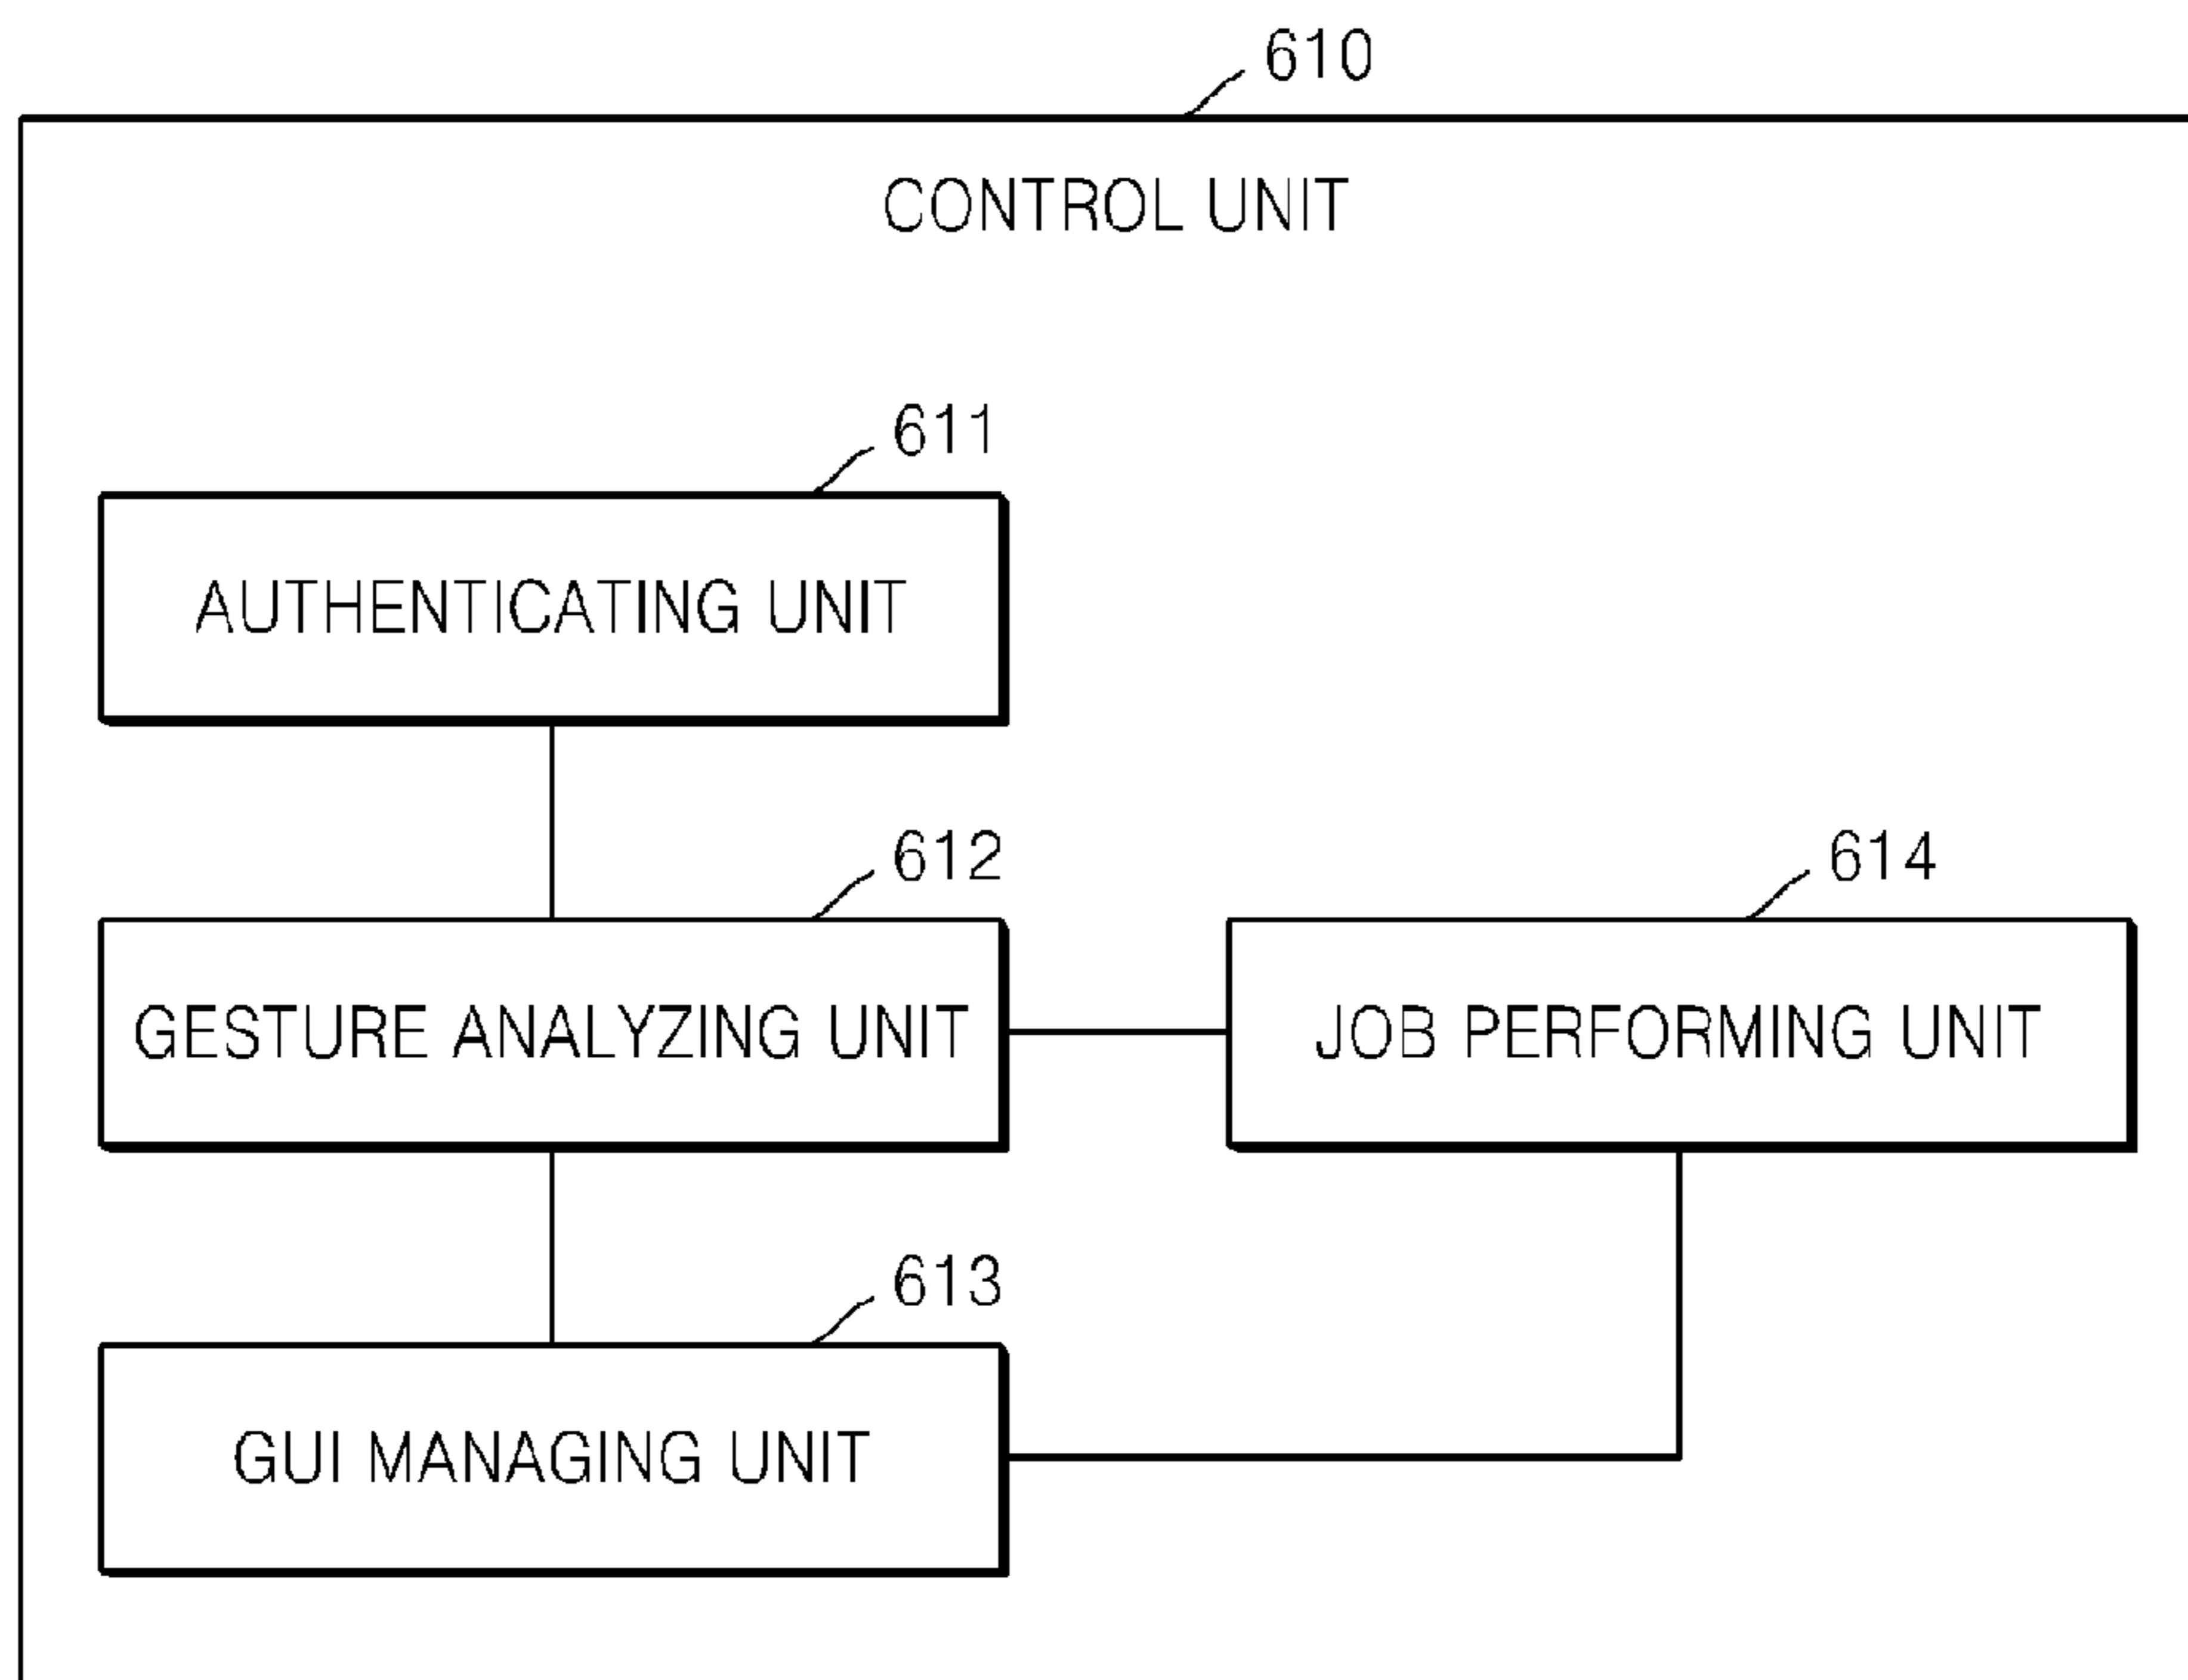 610
CONTROL UNIT
611
AUTHENTICATING UNIT
612
614
GESTURE ANALYZING UNIT
JOB PERFORMING UNIT
613
GUI MANAGING UNIT